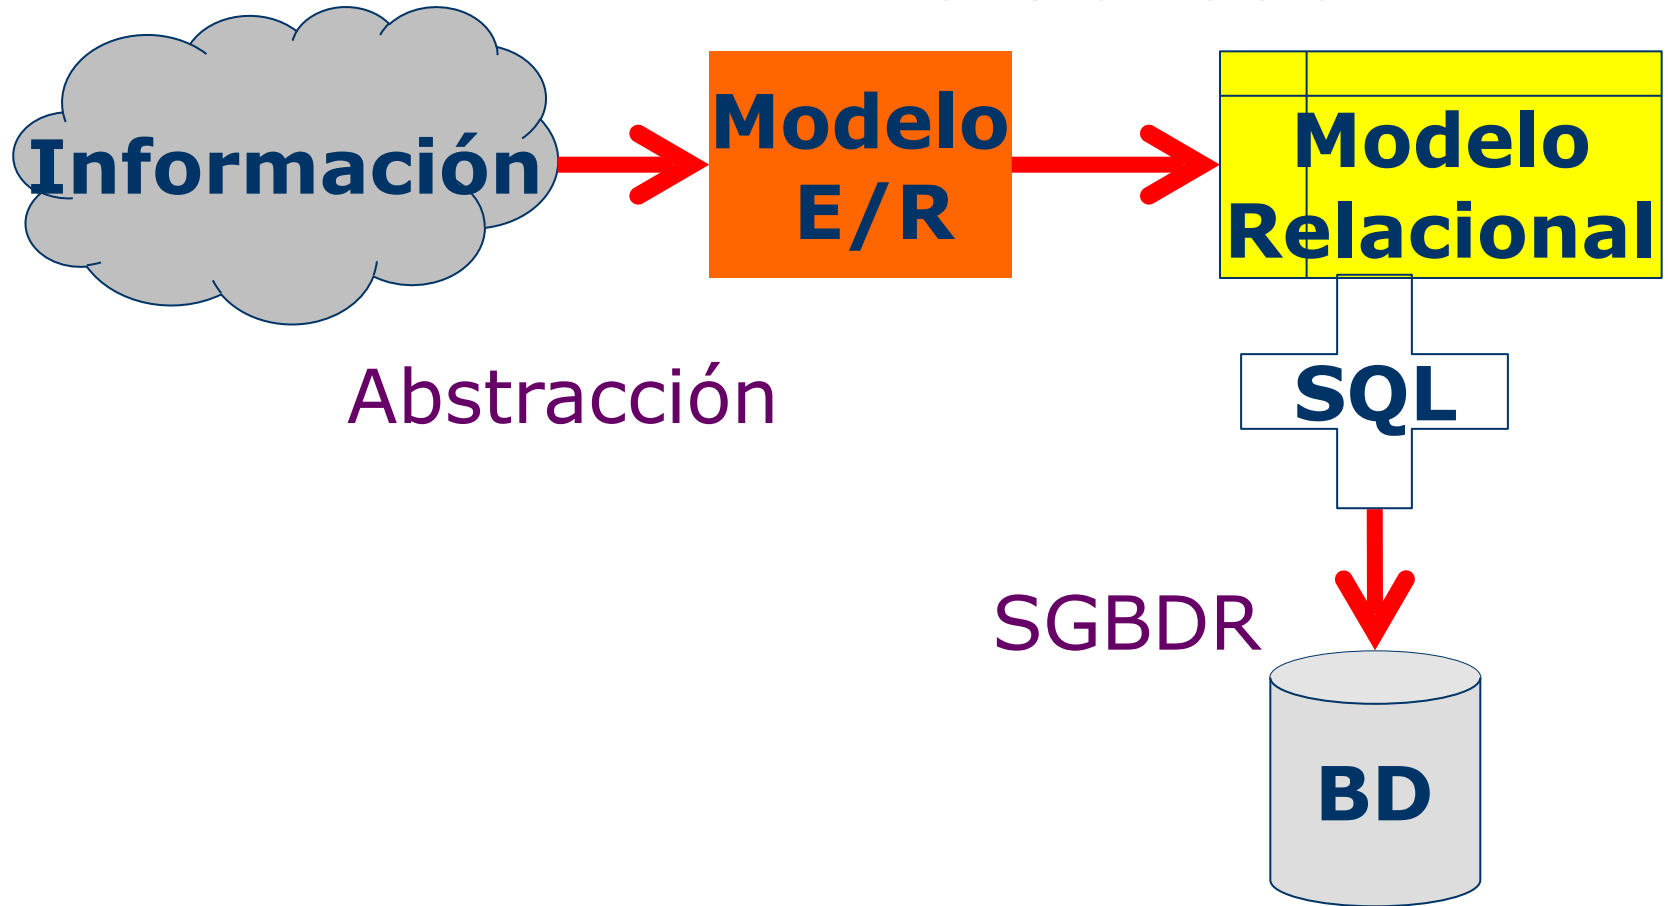 Información
Modelo
E/R
Modelo
Relacional
Abstracción
SQL
SGBDR
BD